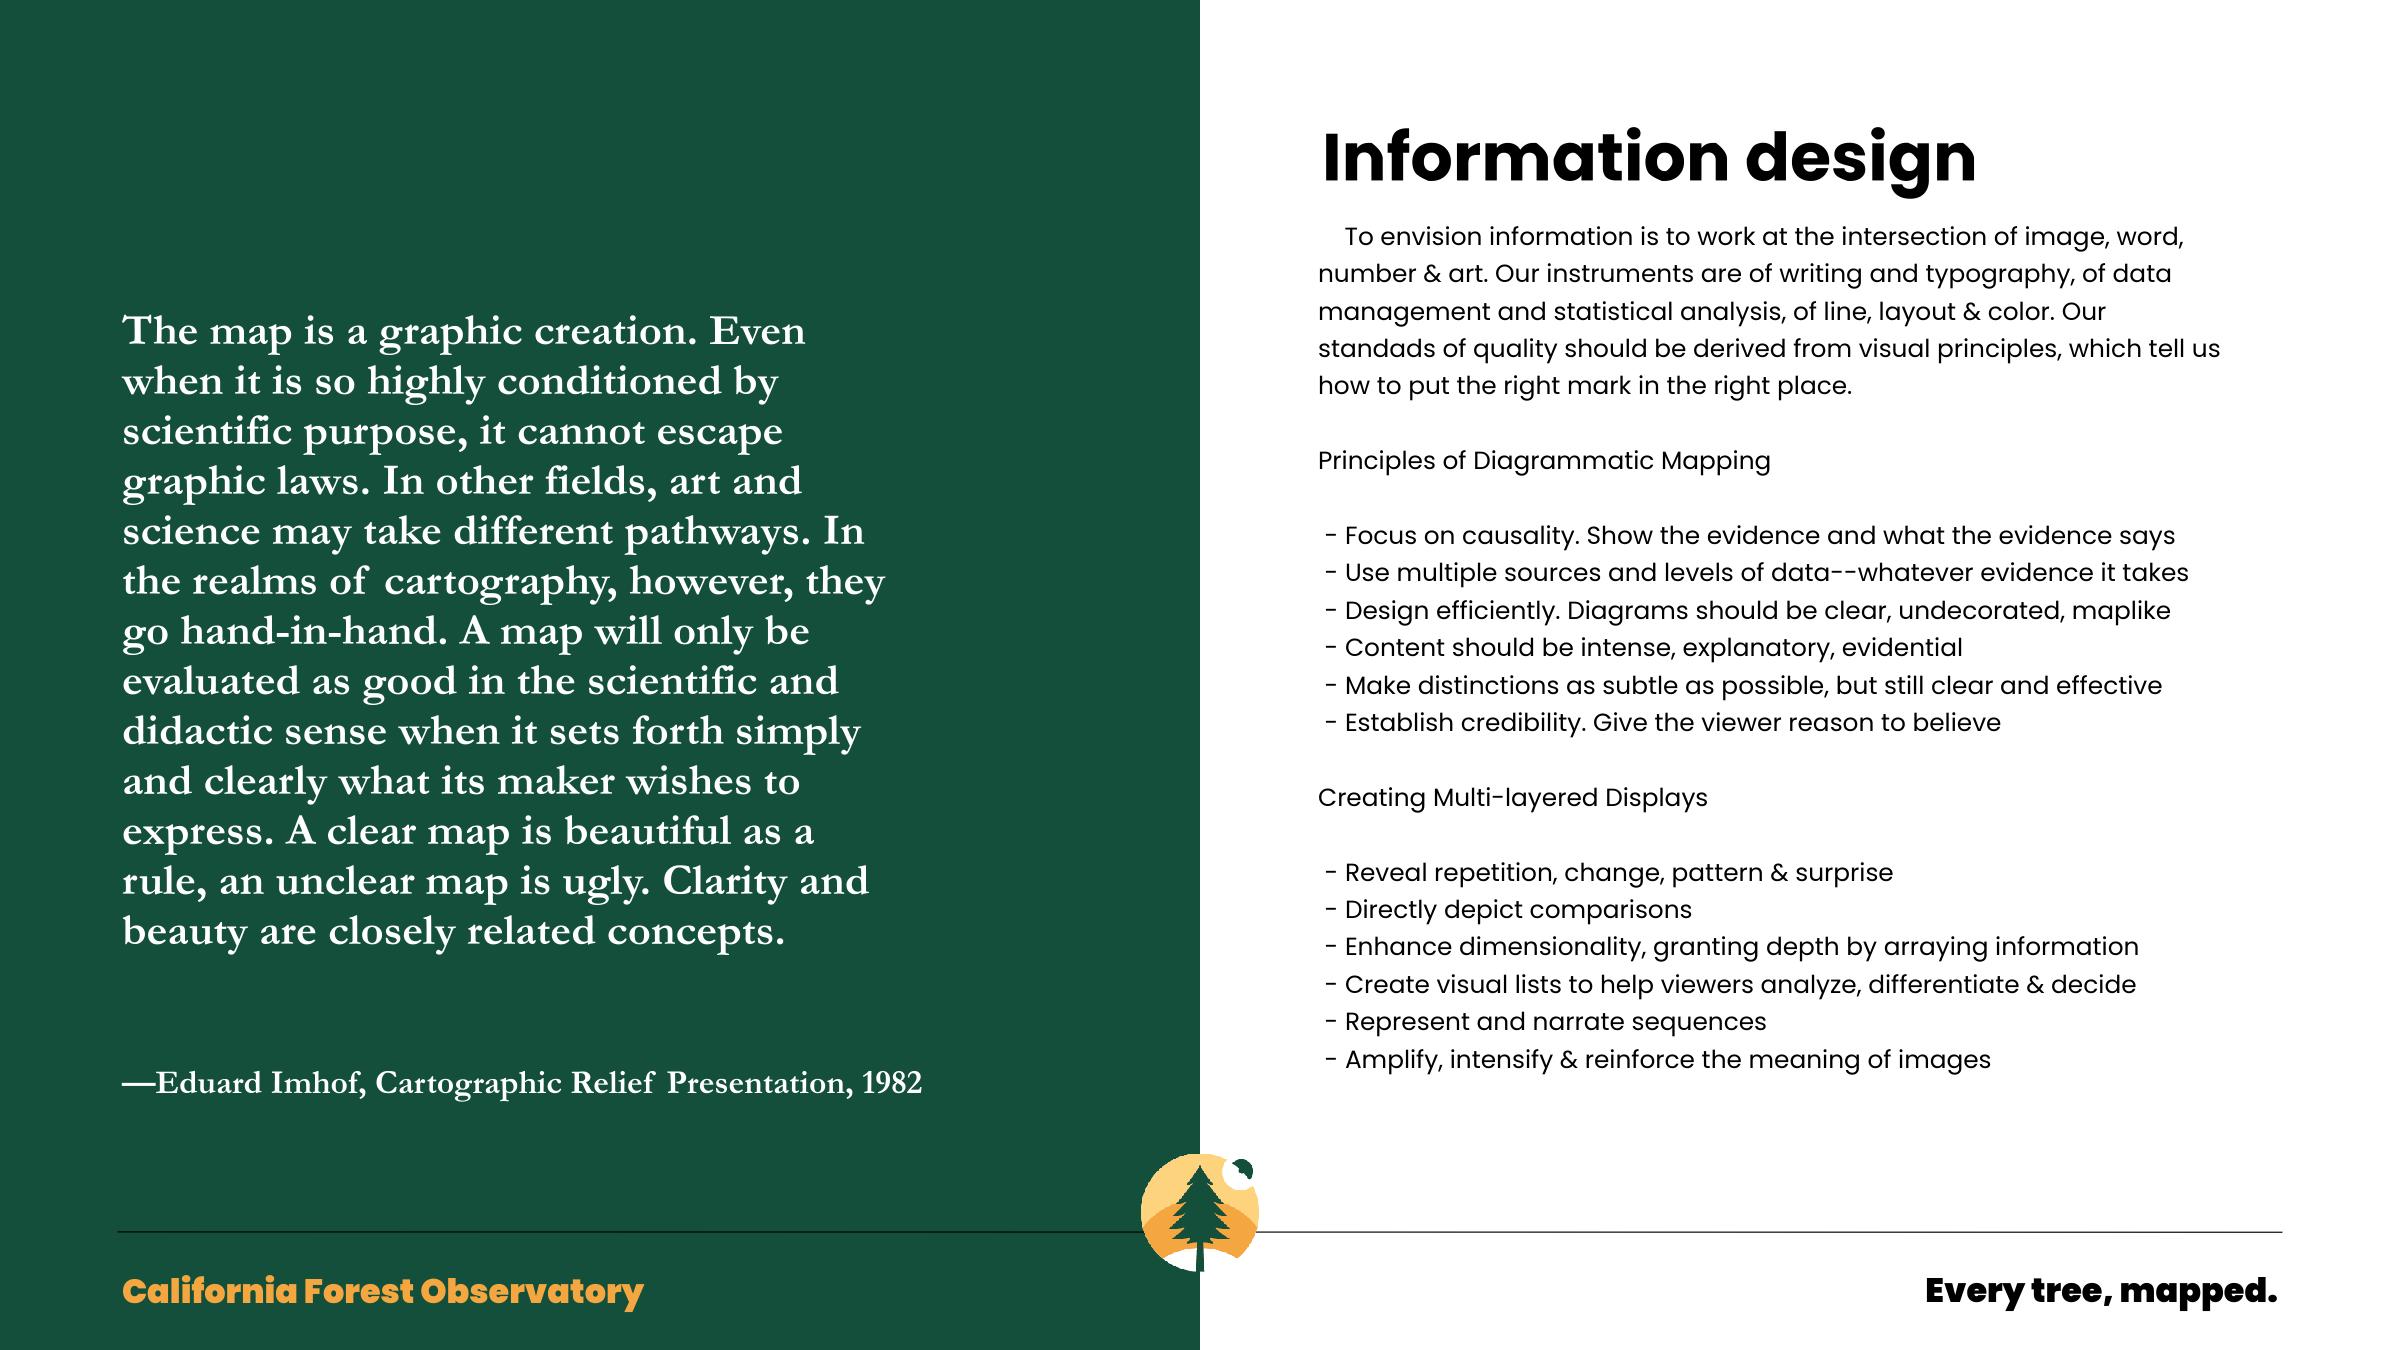 The map is a graphic creation. Even
when it is so highly conditioned by
scientific purpose, it cannot escape
graphic laws. In other fields, art and
science may take different pathways. In
the realms of cartography, however, they
go hand-in-hand. A map will only be
evaluated as good in the scientific and
didactic sense when it sets forth simply
and clearly what its maker wishes to
express. A clear map is beautiful as a
rule, an unclear map is ugly. Clarity and
beauty are closely related concepts.
—Eduard Imhof, Cartographic Relief Presentation, 1982
California Forest Observatory
Information design
To envision information is to work at the intersection of image, word,
number & art. Our instruments are of writing and typography, of data
management and statistical analysis, of line, layout & color. Our
standads of quality should be derived from visual principles, which tell us
how to put the right mark in the right place.
Principles of Diagrammatic Mapping
- Focus on causality. Show the evidence and what the evidence says
- Use multiple sources and levels of data--whatever evidence it takes
- Design efficiently. Diagrams should be clear, undecorated, maplike
- Content should be intense, explanatory, evidential
- Make distinctions as subtle as possible, but still clear and effective
- Establish credibility. Give the viewer reason to believe
Creating Multi-layered Displays
- Reveal repetition, change, pattern & surprise
- Directly depict comparisons
- Enhance dimensionality, granting depth by arraying information
- Create visual lists to help viewers analyze, differentiate & decide
- Represent and narrate sequences
- Amplify, intensify & reinforce the meaning of images
Every tree, mapped.